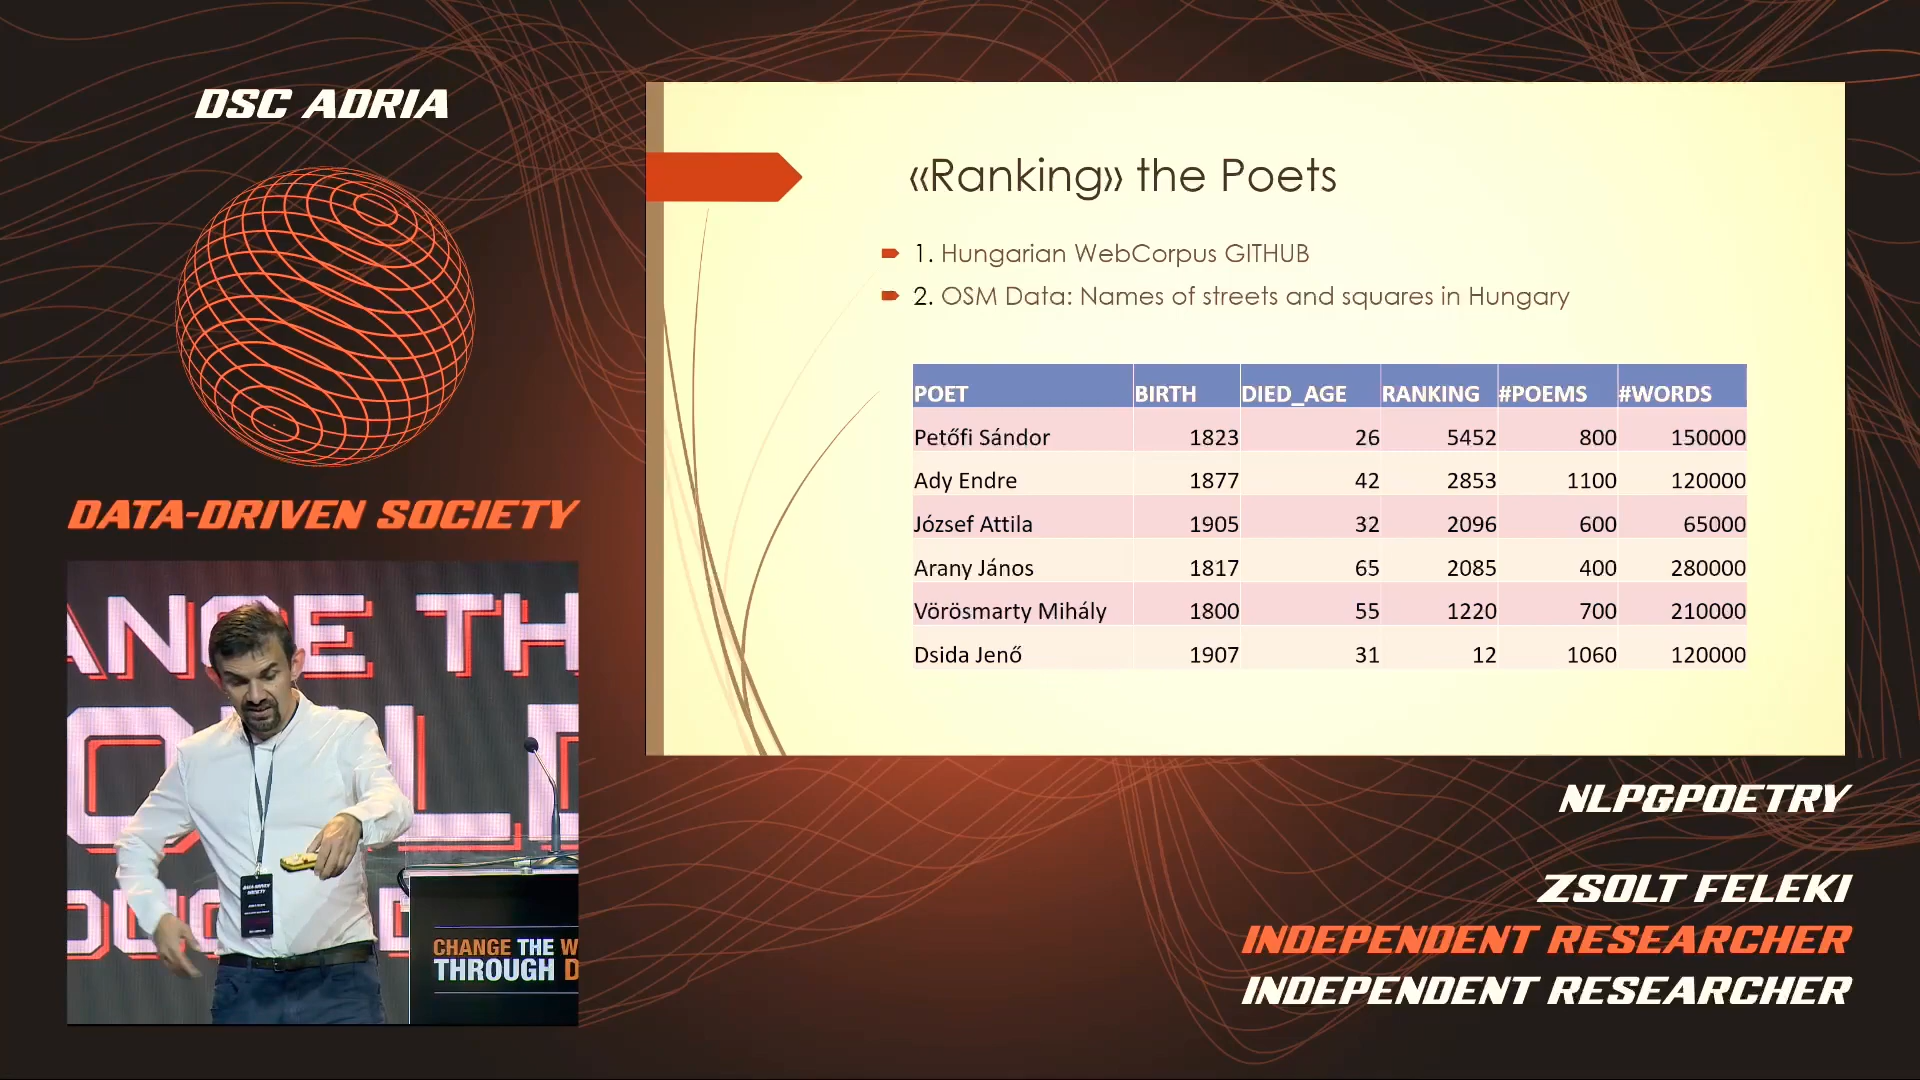 DSC ADRIA
DATA-DRIVEN SOCIETY
ANGE TH
CHANGE THE W
THROUGH D
«Ranking» the Poets
1. Hungarian WebCorpus GITHUB
2. OSM Data: Names of streets and squares in Hungary
POET BIRTH DIED_AGE RANKING #POEMS #WORDS
Petőfi Sándor 1823 26 5452 800 150000
Ady Endre 1877 42 2853 1100 120000
József Attila 1905 32 2096 600 65000
Arany János 1817 65 2085 400 280000
Vörösmarty Mihály 1800 55 1220 700 210000
Dsida Jenő 1907 31 12 1060 120000
NLP&POETRY
ZSOLT FELEKI
INDEPENDENT RESEARCHER
INDEPENDENT RESEARCHER